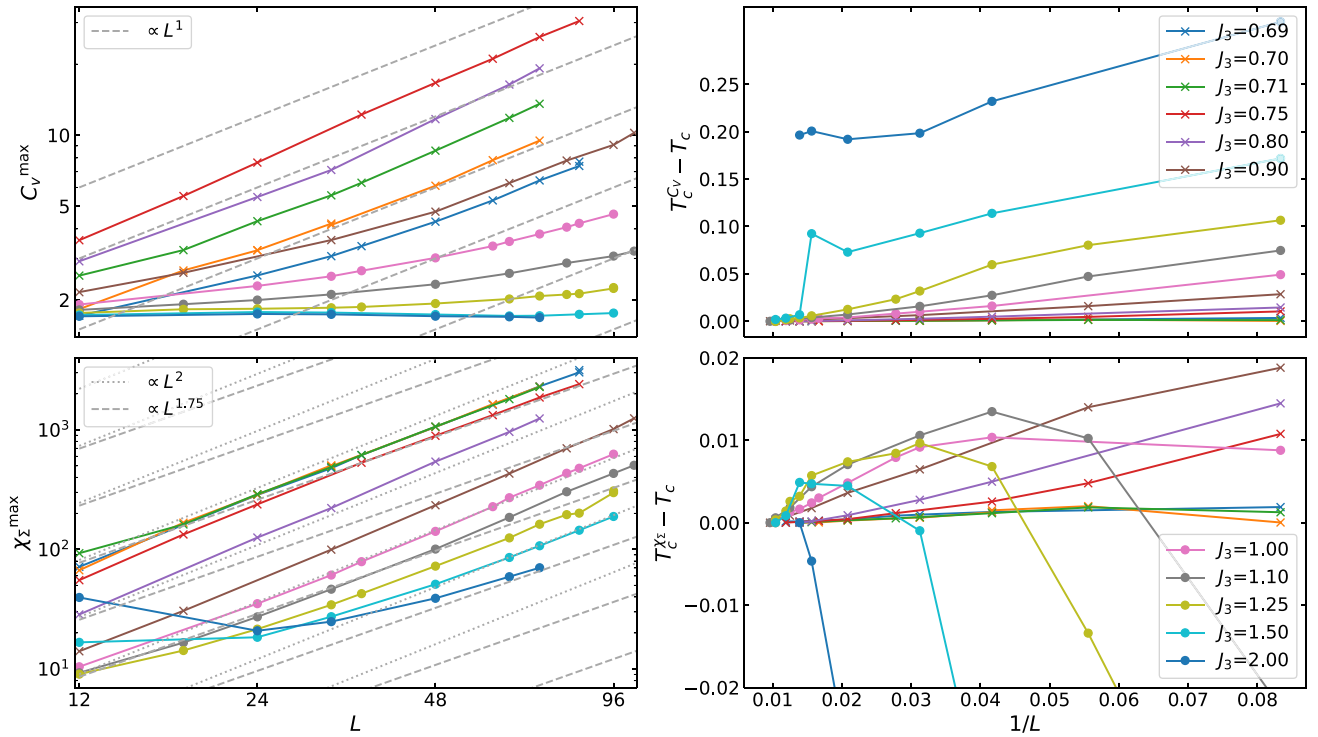 ∝ L^1
10
5
2
C_v^max
0.25
0.20
0.15
0.10
0.05
0.00
T_c^{C_v} − T_c
J_3=0.69
J_3=0.70
J_3=0.71
J_3=0.75
J_3=0.80
J_3=0.90
∝ L^2
∝ L^1.75
10^3
10^2
10^1
χ_Σ^max
12
24
48
96
L
0.02
0.01
0.00
−0.01
−0.02
T_c^{χ_Σ} − T_c
J_3=1.00
J_3=1.10
J_3=1.25
J_3=1.50
J_3=2.00
0.01
0.02
0.03
0.04
0.05
0.06
0.07
0.08
1/L